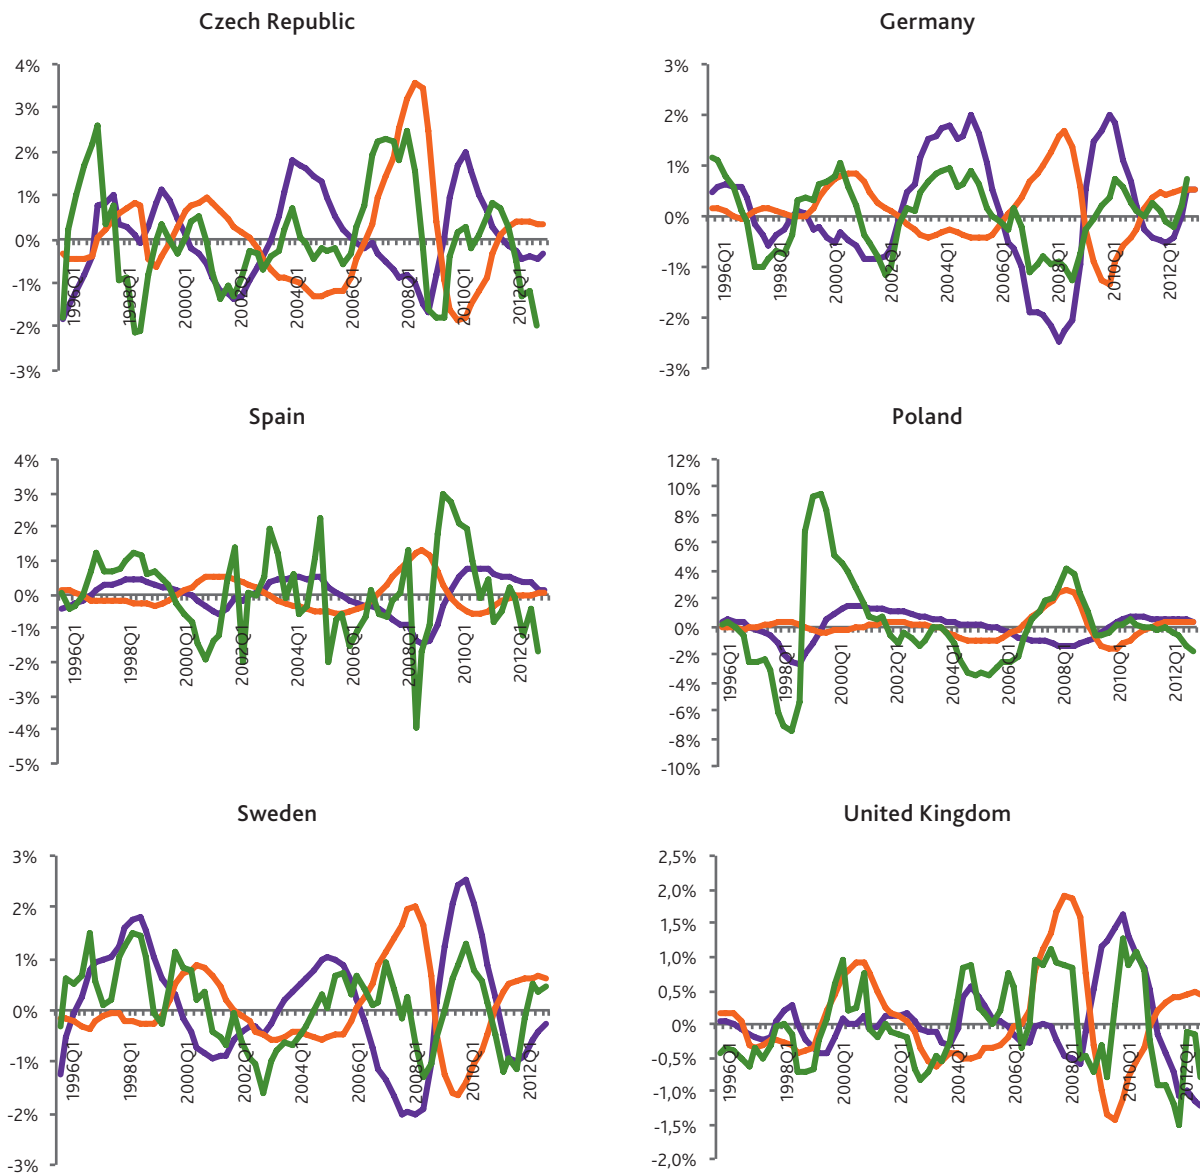 Czech Republic
4%
3%
2%
1%
0%
-1%
-2%
-3%
1996Q1
1998Q1
2000Q1
2002Q1
2004Q1
2006Q1
2008Q1
2010Q1
2012Q1
Germany
3%
2%
1%
0%
-1%
-2%
-3%
1996Q1
1998Q1
2000Q1
2002Q1
2004Q1
2006Q1
2008Q1
2010Q1
2012Q1
Spain
4%
3%
2%
1%
0%
-1%
-2%
-3%
-4%
-5%
1996Q1
1998Q1
2000Q1
2002Q1
2004Q1
2006Q1
2008Q1
2010Q1
2012Q1
Poland
12%
10%
8%
6%
4%
2%
0%
-2%
-4%
-6%
-8%
-10%
1996Q1
1998Q1
2000Q1
2002Q1
2004Q1
2006Q1
2008Q1
2010Q1
2012Q1
Sweden
3%
2%
1%
0%
-1%
-2%
-3%
1996Q1
1998Q1
2000Q1
2002Q1
2004Q1
2006Q1
2008Q1
2010Q1
2012Q1
United Kingdom
2,5%
2,0%
1,5%
1,0%
0,5%
0%
-0,5%
-1,0%
-1,5%
-2,0%
1996Q1
1998Q1
2000Q1
2002Q1
2004Q1
2006Q1
2008Q1
2010Q1
2012Q1